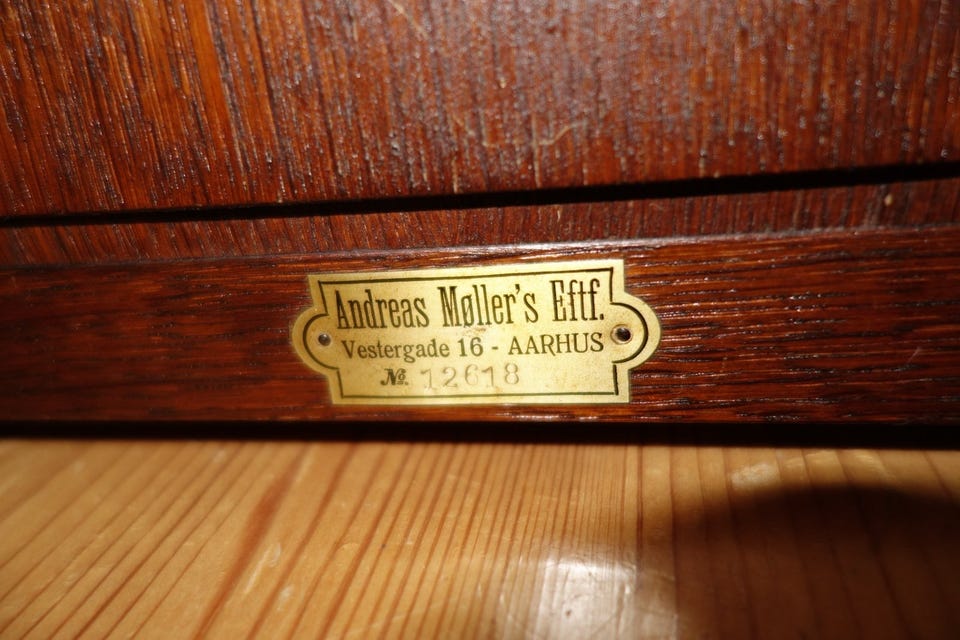 Andreas Møller's Eftf.
Vestergade 16 - AARHUS
No. 12618